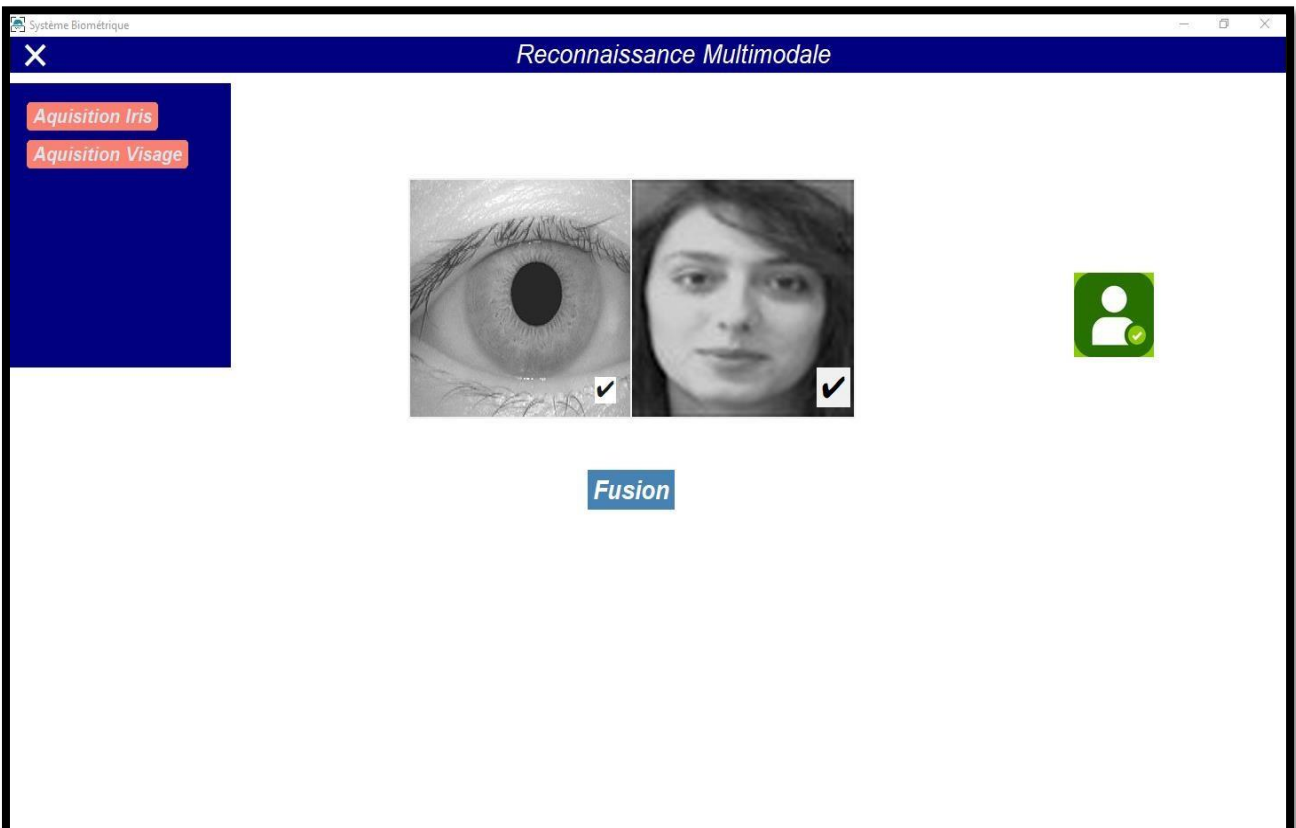 Système Biométrique
Reconnaissance Multimodale
Aquisition Iris
Aquisition Visage
Fusion